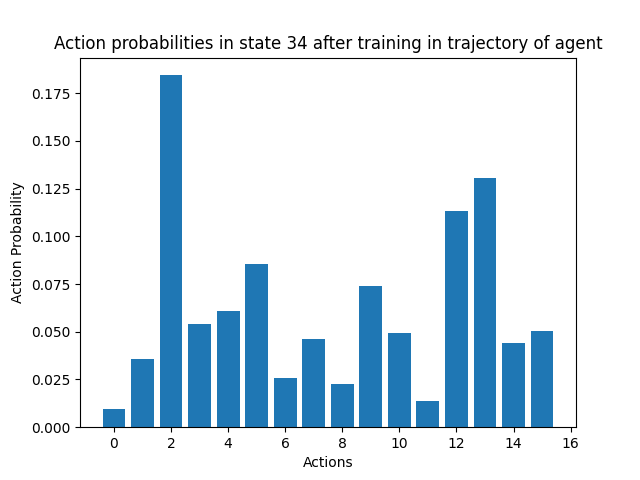 Action probabilities in state 34 after training in trajectory of agent
0.175
0.150
0.125
0.100
0.075
0.050
0.025
0.000
Action Probability
0 2 4 6 8 10 12 14 16
Actions